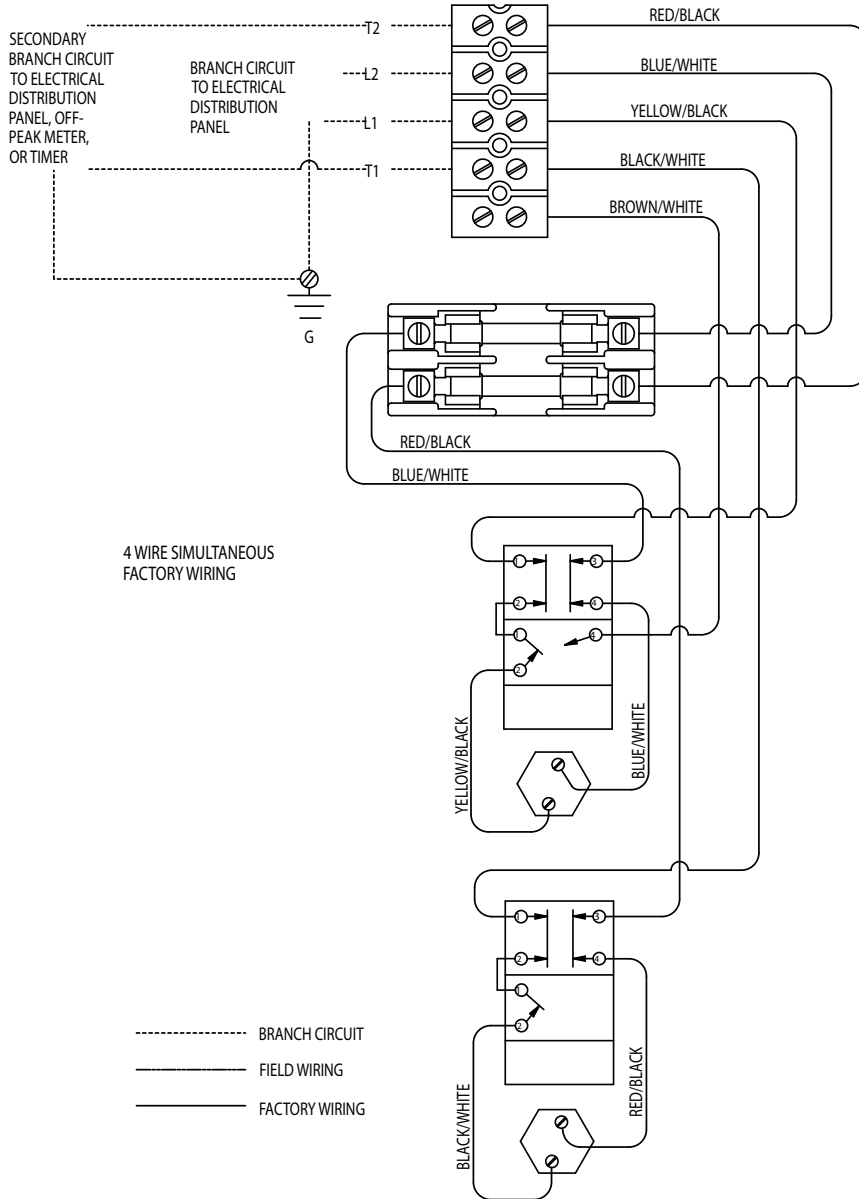 T2
RED/BLACK
SECONDARY
BRANCH CIRCUIT
TO ELECTRICAL
DISTRIBUTION
PANEL, OFF-
PEAK METER,
OR TIMER
BRANCH CIRCUIT
TO ELECTRICAL
DISTRIBUTION
PANEL
L2
BLUE/WHITE
L1
YELLOW/BLACK
T1
BLACK/WHITE
BROWN/WHITE
G
RED/BLACK
BLUE/WHITE
4 WIRE SIMULTANEOUS
FACTORY WIRING
1
3
2
4
1
4
2
YELLOW/BLACK
BLUE/WHITE
1
3
2
4
1
2
BLACK/WHITE
RED/BLACK
BRANCH CIRCUIT
FIELD WIRING
FACTORY WIRING